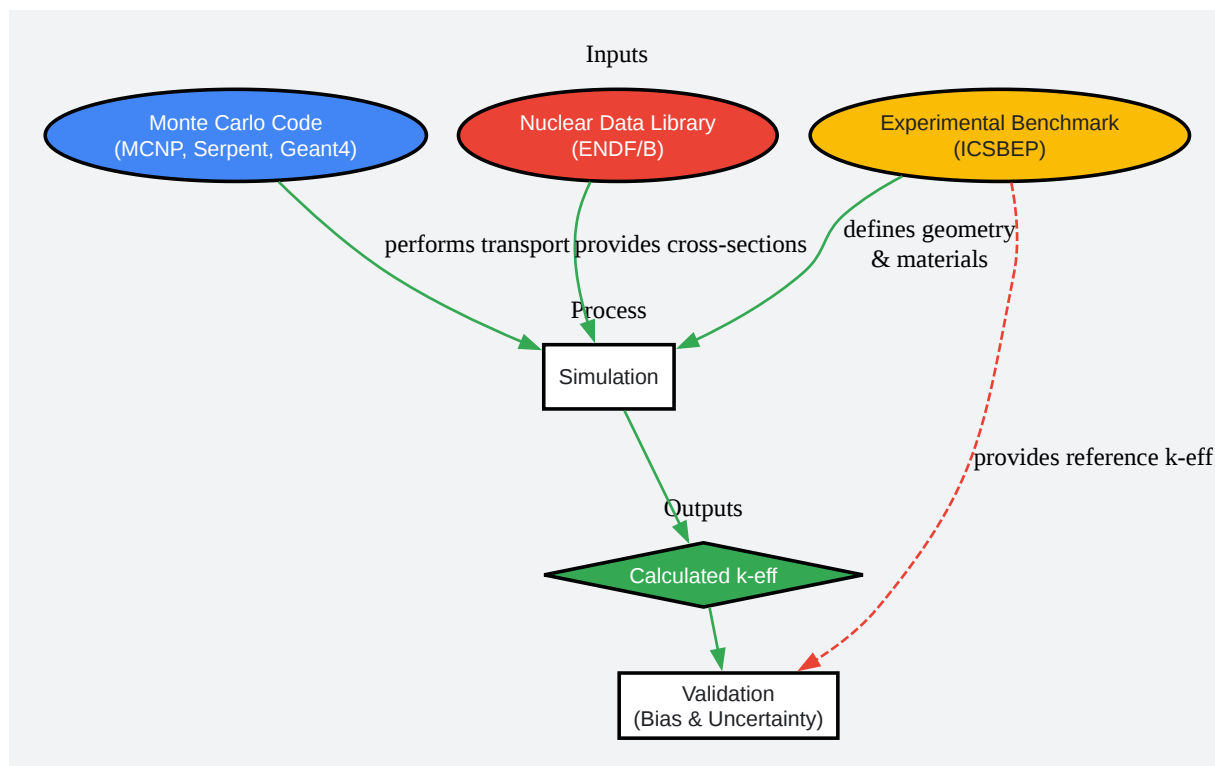 Inputs
Monte Carlo Code
(MCNP, Serpent, Geant4)
Nuclear Data Library
(ENDF/B)
Experimental Benchmark
(ICSBEP)
performs transport
provides cross-sections
defines geometry
& materials
Process
Simulation
provides reference k-eff
Outputs
Calculated k-eff
Validation
(Bias & Uncertainty)